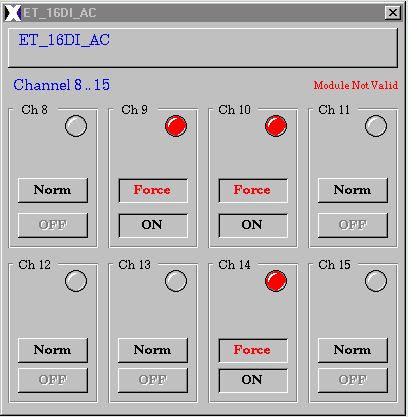 ET_16DI_AC
ET_16DI_AC
Channel 8 .. 15 Module Not Valid
Ch 8 Ch 9 Ch 10 Ch 11
Norm Force Force Norm
OFF ON ON OFF
Ch 12 Ch 13 Ch 14 Ch 15
Norm Norm Force Norm
OFF OFF ON OFF